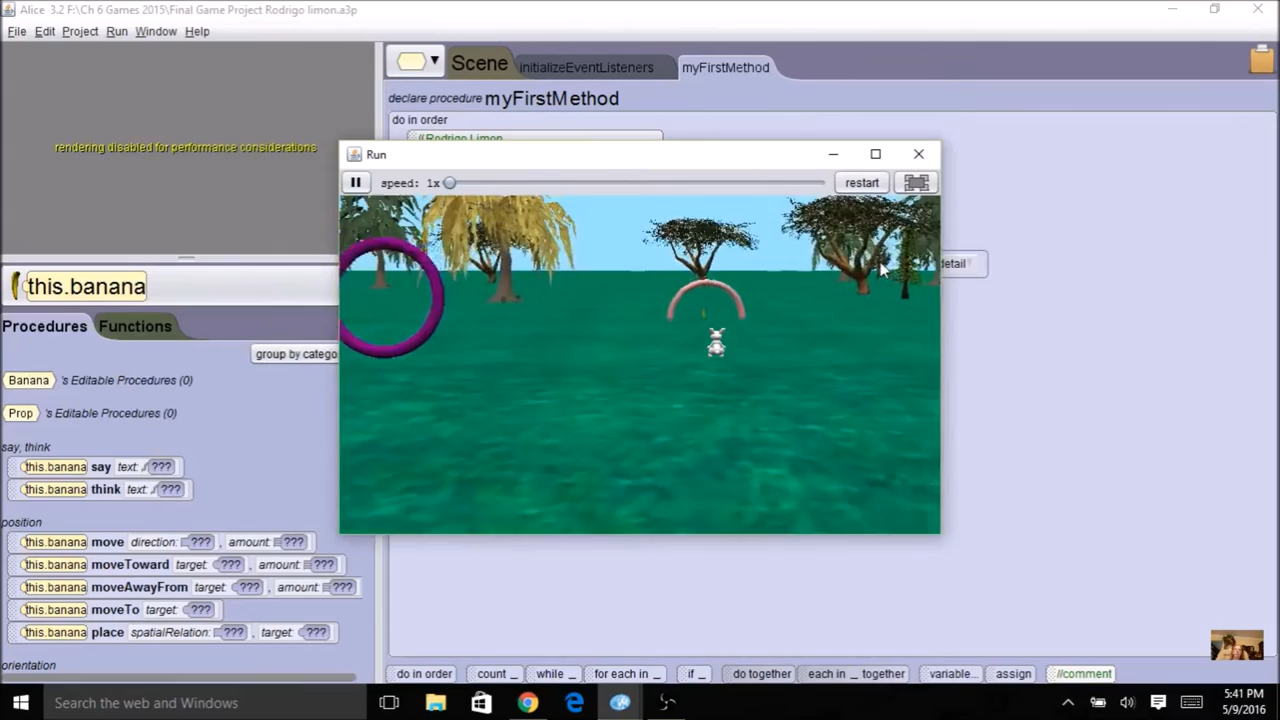 Alice 3.2 F:\Ch 6 Games 2015\Final Game Project Rodrigo limon.a3p
File Edit Project Run Window Help
rendering disabled for performance considerations
Scene initializeEventListeners myFirstMethod
declare procedure myFirstMethod
do in order
//Rodrigo Limon
Run
speed: 1x restart
detail
this.banana
Procedures Functions
group by catego
Banana 's Editable Procedures (0)
Prop 's Editable Procedures (0)
say, think
this.banana say text: ???
this.banana think text: ???
position
this.banana move direction: ??? , amount: ???
this.banana moveToward target: ??? , amount: ???
this.banana moveAwayFrom target: ??? , amount: ???
this.banana moveTo target: ???
this.banana place spatialRelation: ??? , target: ???
orientation
do in order count _ while _ for each in _ if _ do together each in _ together variable... assign //comment
Search the web and Windows
5:41 PM
5/9/2016